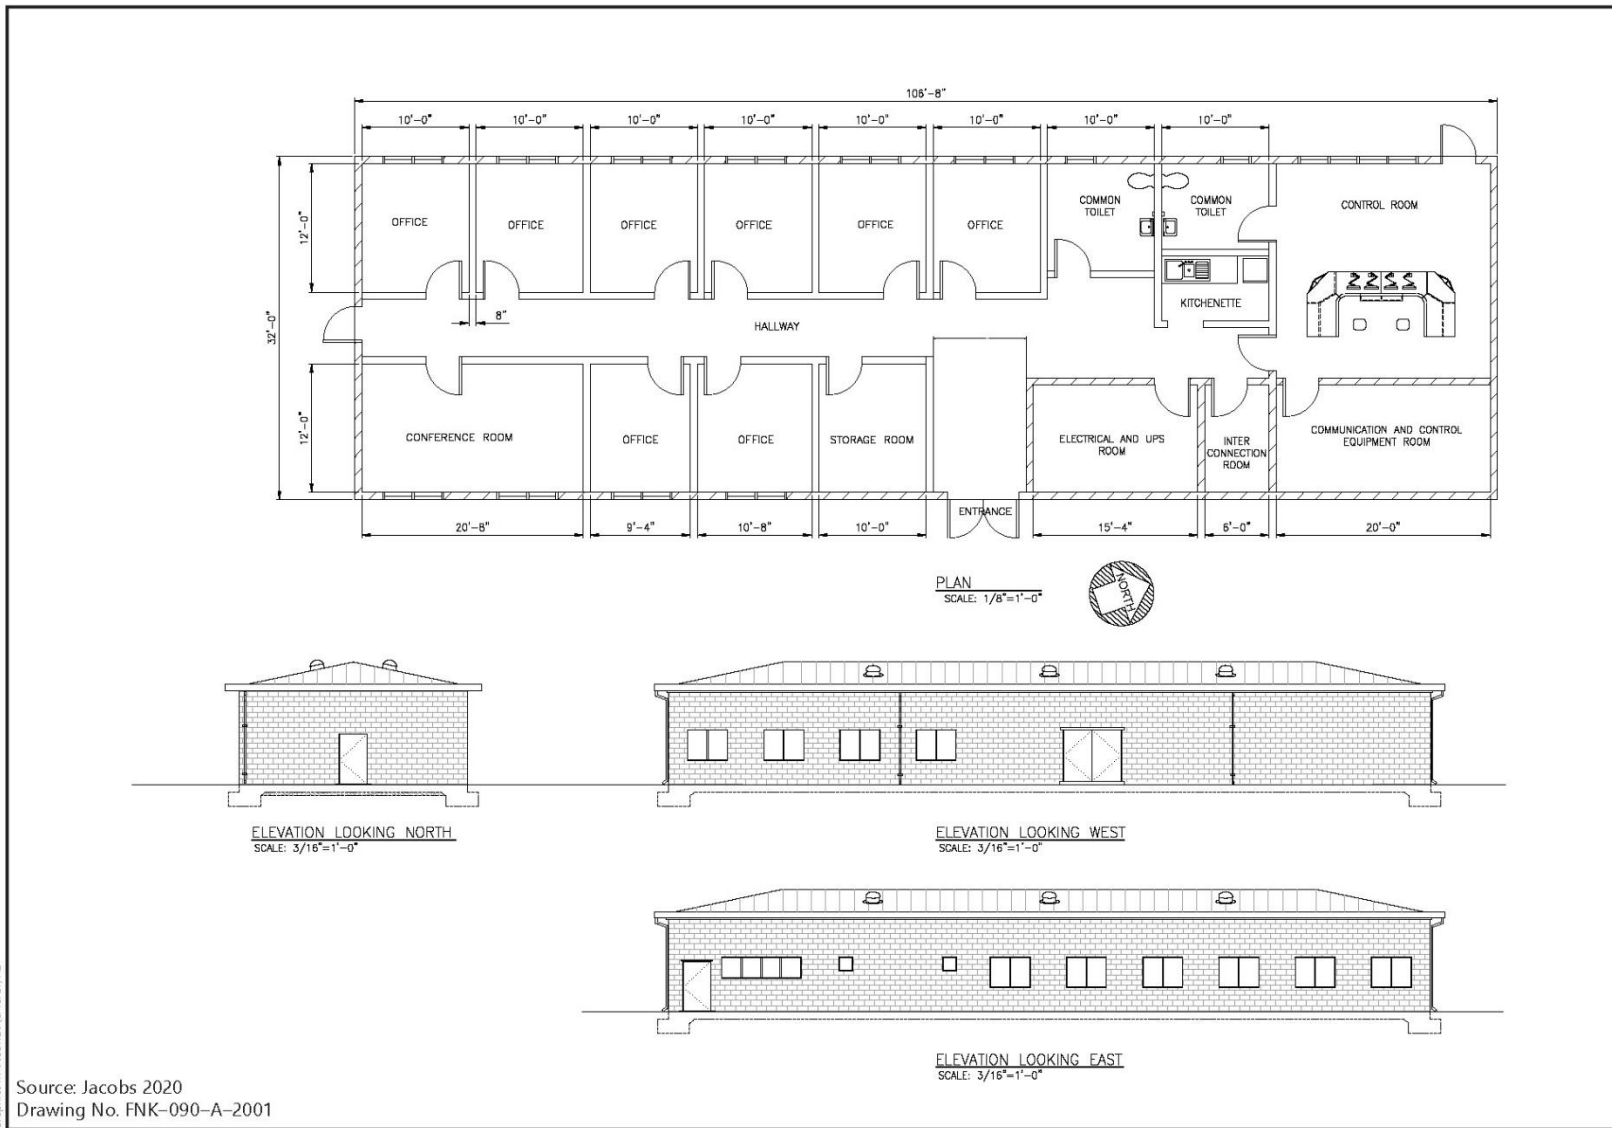 106'-8"
10'-0" 10'-0" 10'-0" 10'-0" 10'-0" 10'-0" 10'-0" 10'-0"
12'-0"
32'-0"
12'-0"
OFFICE
OFFICE
OFFICE
OFFICE
OFFICE
OFFICE
COMMON
TOILET
COMMON
TOILET
CONTROL ROOM
KITCHENETTE
8"
HALLWAY
CONFERENCE ROOM
OFFICE
OFFICE
STORAGE ROOM
ELECTRICAL AND UPS
ROOM
INTER
CONNECTION
ROOM
COMMUNICATION AND CONTROL
EQUIPMENT ROOM
ENTRANCE
20'-8" 9'-4" 10'-8" 10'-0" 15'-4" 6'-0" 20'-0"
PLAN
SCALE: 1/8"=1'-0"
NORTH
ELEVATION LOOKING NORTH
SCALE: 3/16"=1'-0"
ELEVATION LOOKING WEST
SCALE: 3/16"=1'-0"
ELEVATION LOOKING EAST
SCALE: 3/16"=1'-0"
Source: Jacobs 2020
Drawing No. FNK–090–A–2001